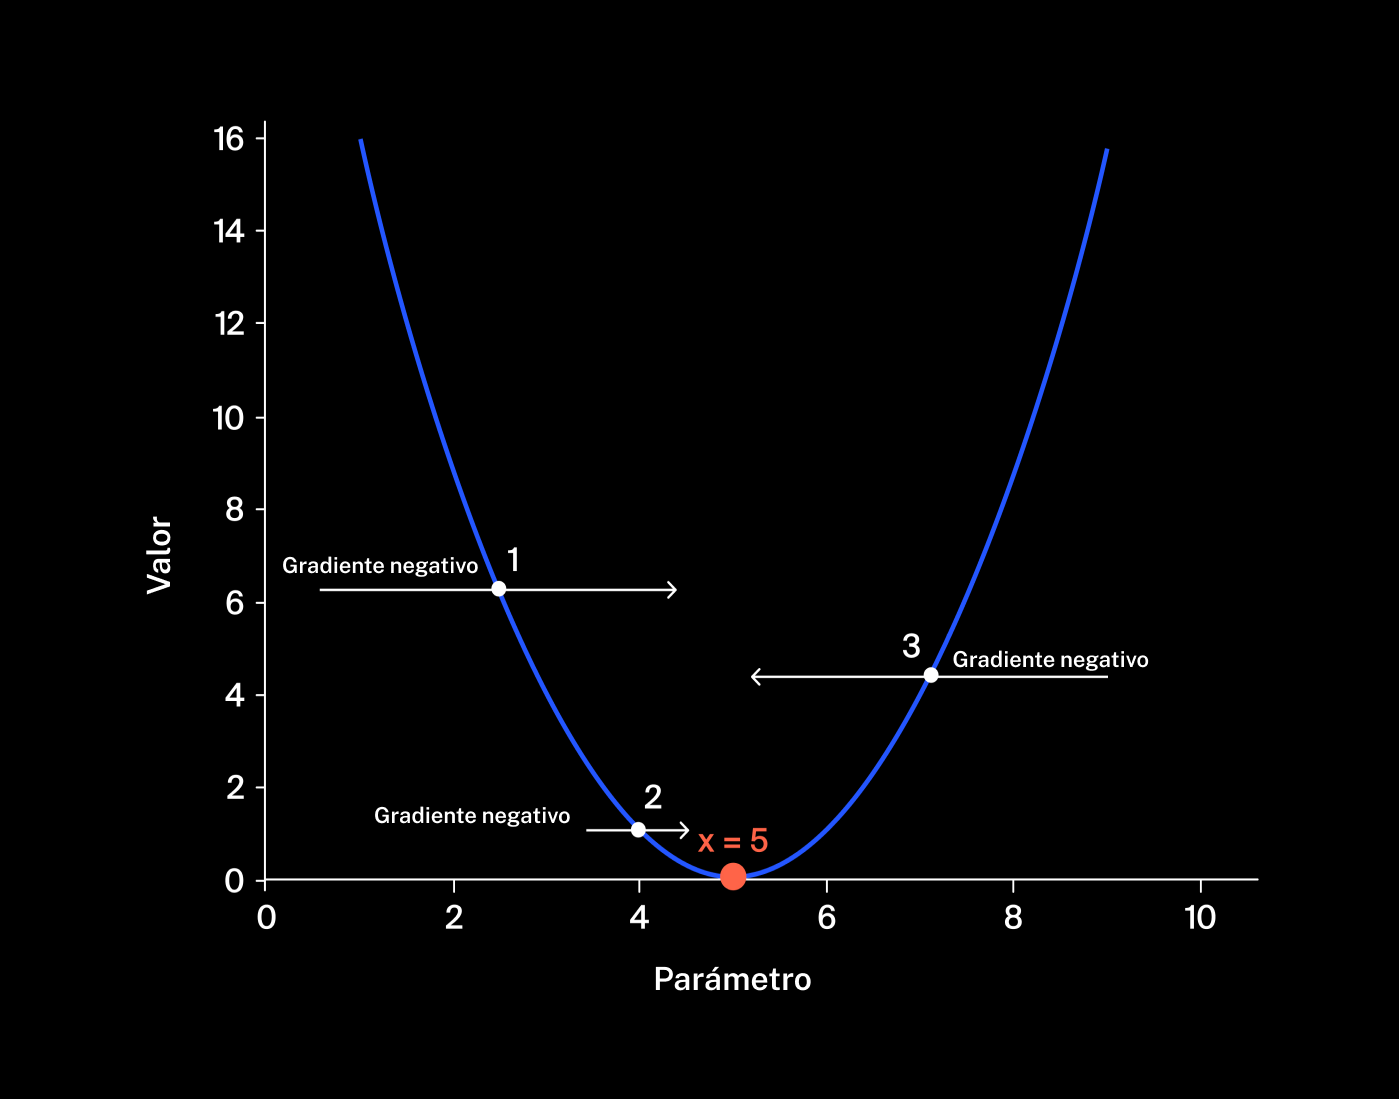 16
14
12
10
8
6
4
2
0
Valor
Gradiente negativo
1
3
Gradiente negativo
Gradiente negativo
2
x = 5
0 2 4 6 8 10
Parámetro